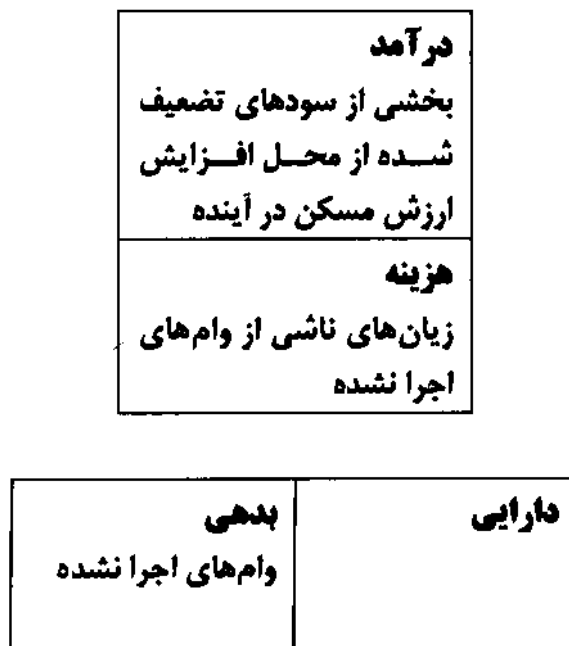 درآمد
بخشی از سودهای تضعیف
شده از محل افزایش
ارزش مسکن در آینده
هزینه
زیان‌های ناشی از وام‌های
اجرا نشده
دارایی
بدهی
وام‌های اجرا نشده